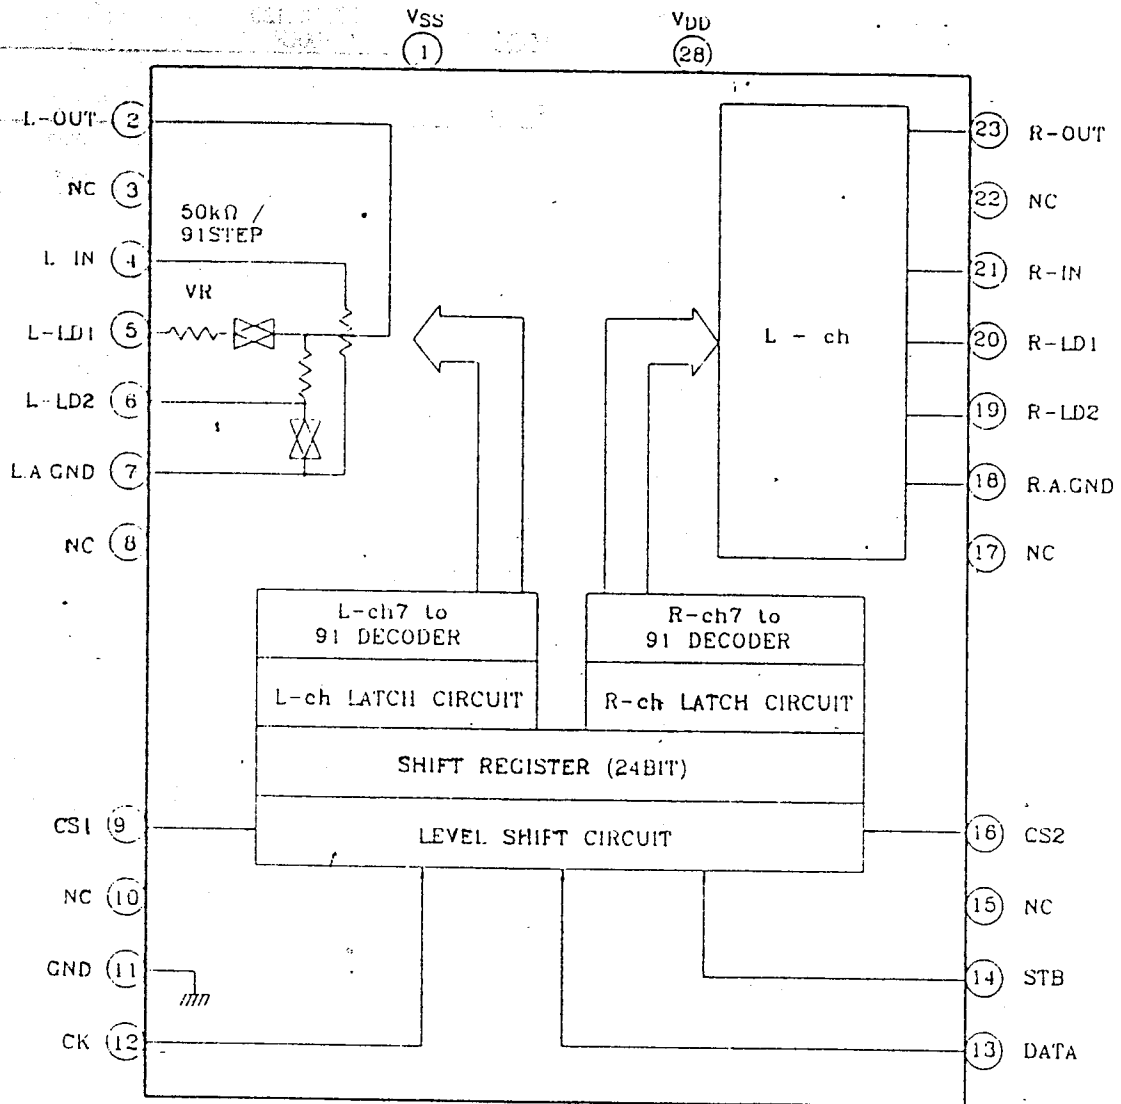 VSS
1
VDD
28
L-OUT 2
NC 3
L IN 4
L-LD1 5
L-LD2 6
L.A GND 7
NC 8
CS1 9
NC 10
GND 11
CK 12
50kΩ /
91STEP
VR
L - ch
23 R-OUT
22 NC
21 R-IN
20 R-LD1
19 R-LD2
18 R.A.GND
17 NC
16 CS2
15 NC
14 STB
13 DATA
L-ch7 to
91 DECODER
L-ch LATCH CIRCUIT
R-ch7 to
91 DECODER
R-ch LATCH CIRCUIT
SHIFT REGISTER (24BIT)
LEVEL SHIFT CIRCUIT